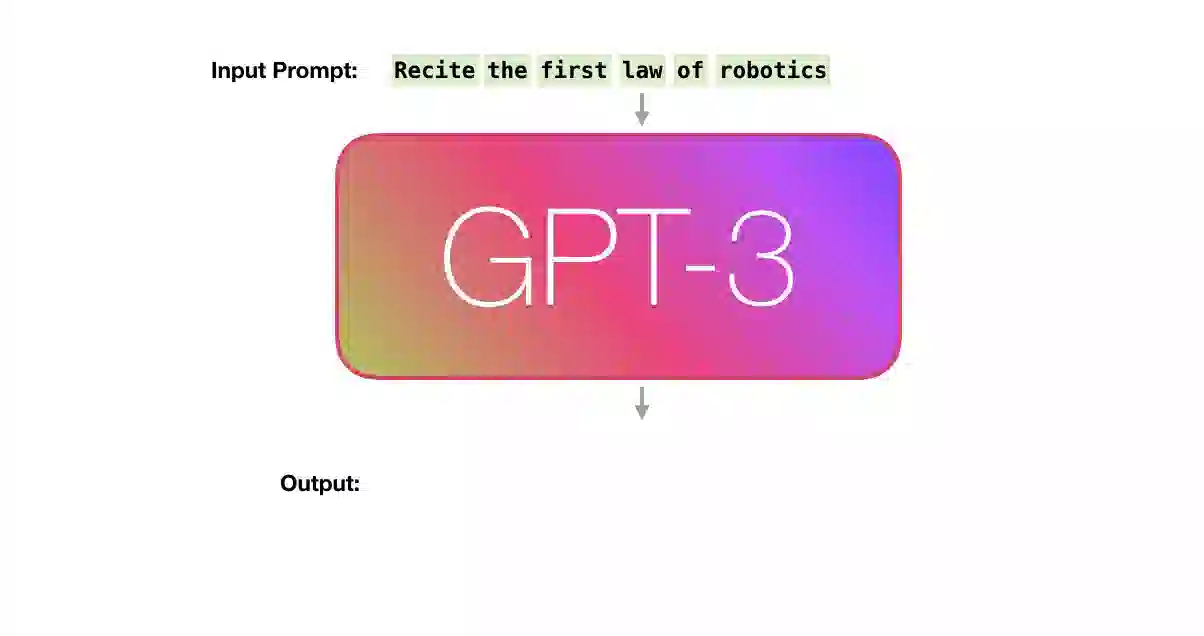 Input Prompt: Recite the first law of robotics
GPT-3
Output: